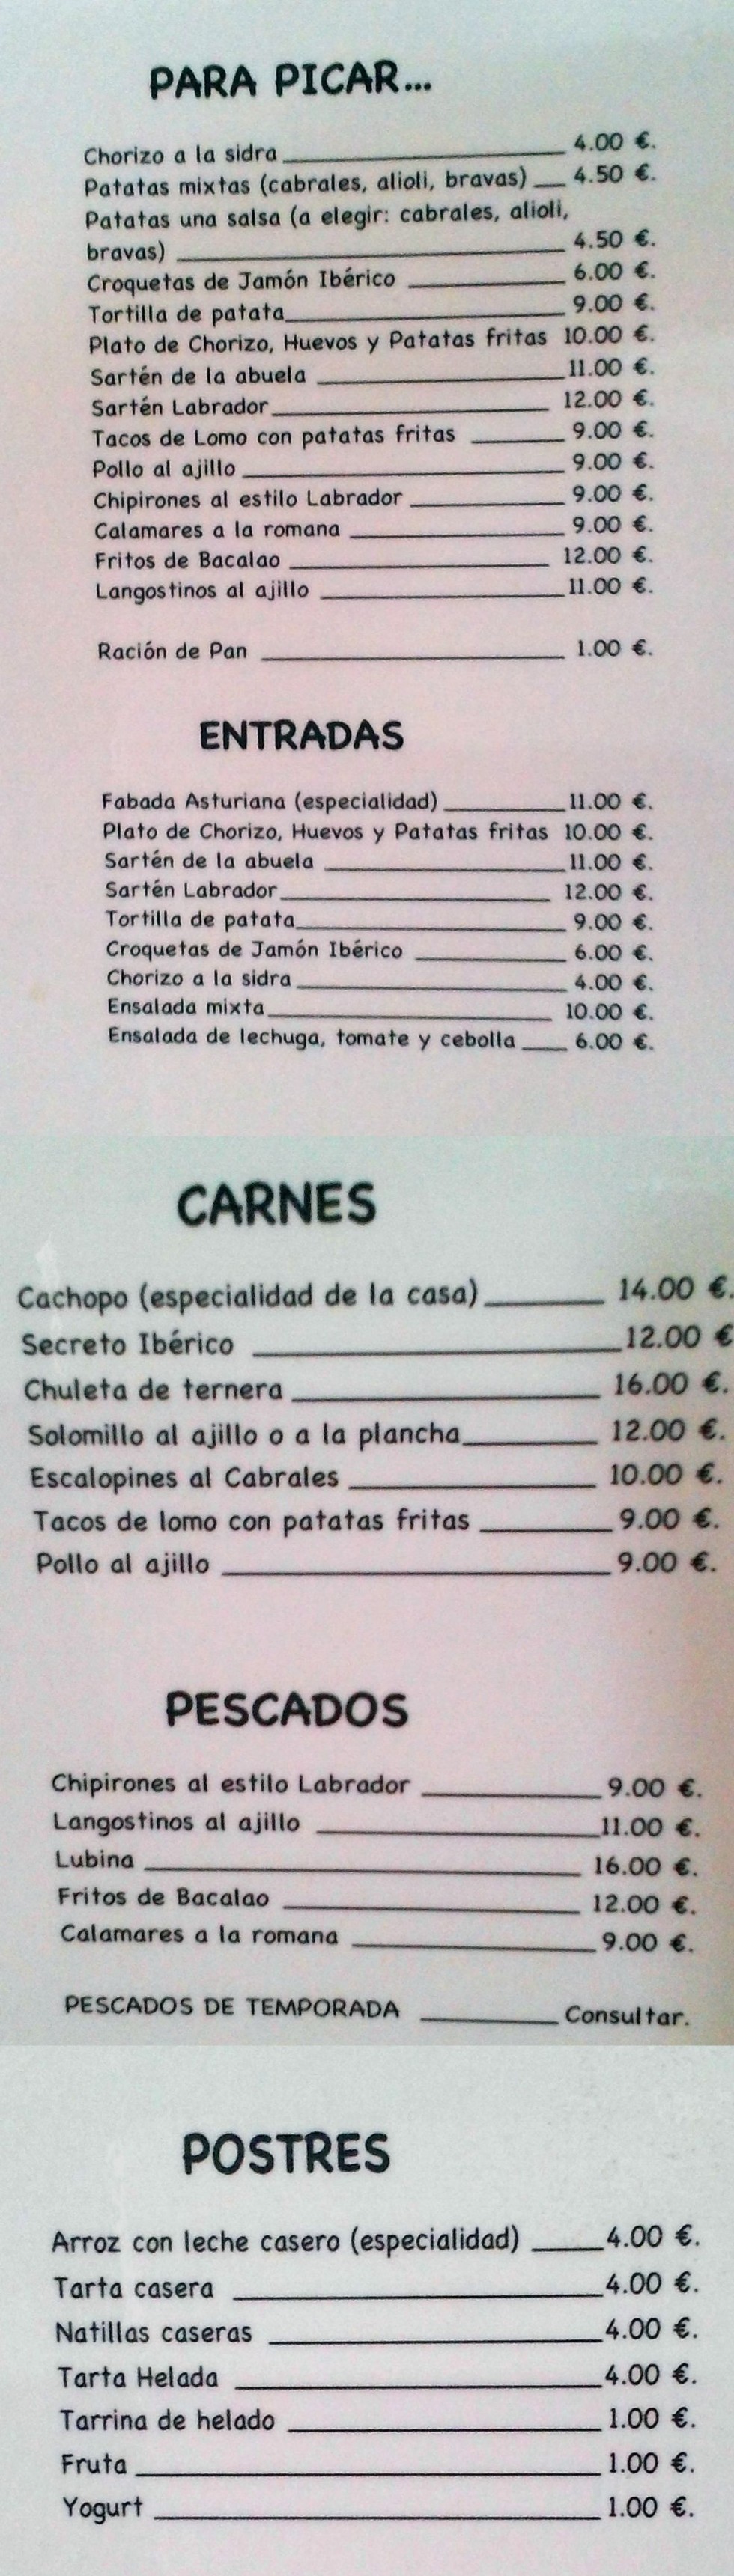 PARA PICAR...
Chorizo a la sidra 4.00 €.
Patatas mixtas (cabrales, alioli, bravas) 4.50 €.
Patatas una salsa (a elegir: cabrales, alioli,
bravas) 4.50 €.
Croquetas de Jamón Ibérico 6.00 €.
Tortilla de patata 9.00 €.
Plato de Chorizo, Huevos y Patatas fritas 10.00 €.
Sartén de la abuela 11.00 €.
Sartén Labrador 12.00 €.
Tacos de Lomo con patatas fritas 9.00 €.
Pollo al ajillo 9.00 €.
Chipirones al estilo Labrador 9.00 €.
Calamares a la romana 9.00 €.
Fritos de Bacalao 12.00 €.
Langostinos al ajillo 11.00 €.
Ración de Pan 1.00 €.
ENTRADAS
Fabada Asturiana (especialidad) 11.00 €.
Plato de Chorizo, Huevos y Patatas fritas 10.00 €.
Sartén de la abuela 11.00 €.
Sartén Labrador 12.00 €.
Tortilla de patata 9.00 €.
Croquetas de Jamón Ibérico 6.00 €.
Chorizo a la sidra 4.00 €.
Ensalada mixta 10.00 €.
Ensalada de lechuga, tomate y cebolla 6.00 €.
CARNES
Cachopo (especialidad de la casa) 14.00 €.
Secreto Ibérico 12.00 €
Chuleta de ternera 16.00 €.
Solomillo al ajillo o a la plancha 12.00 €.
Escalopines al Cabrales 10.00 €.
Tacos de lomo con patatas fritas 9.00 €.
Pollo al ajillo 9.00 €.
PESCADOS
Chipirones al estilo Labrador 9.00 €.
Langostinos al ajillo 11.00 €.
Lubina 16.00 €.
Fritos de Bacalao 12.00 €.
Calamares a la romana 9.00 €.
PESCADOS DE TEMPORADA Consultar.
POSTRES
Arroz con leche casero (especialidad) 4.00 €.
Tarta casera 4.00 €.
Natillas caseras 4.00 €.
Tarta Helada 4.00 €.
Tarrina de helado 1.00 €.
Fruta 1.00 €.
Yogurt 1.00 €.